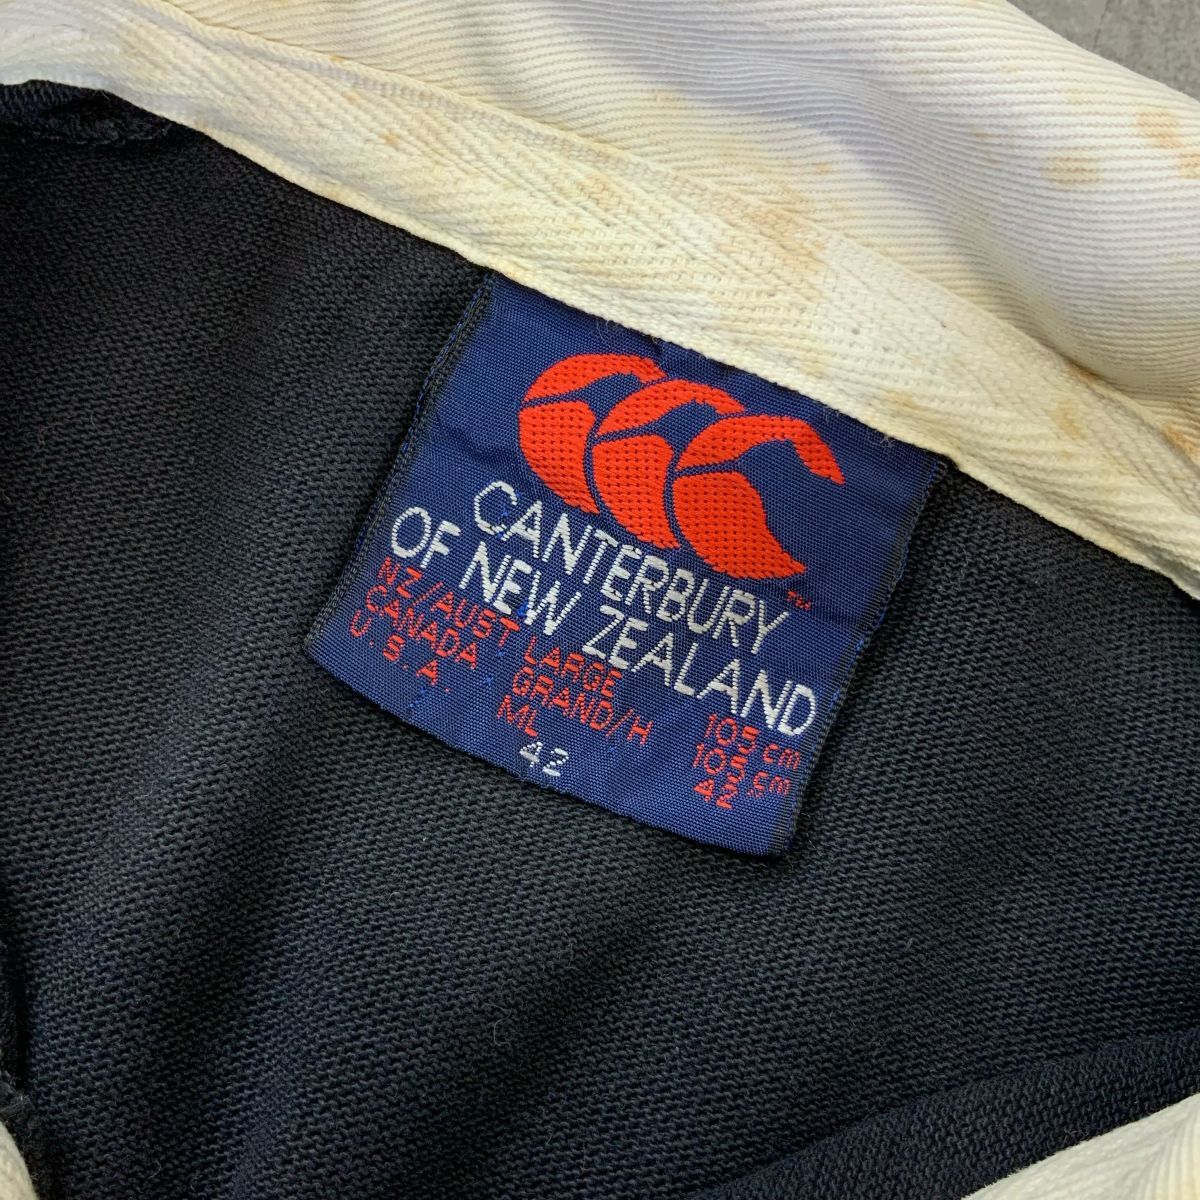 CANTERBURY™
OF NEW ZEALAND
NZ/AUST LARGE 105 cm
CANADA GRAND/H 105 cm
U.S.A. ML 42"
42